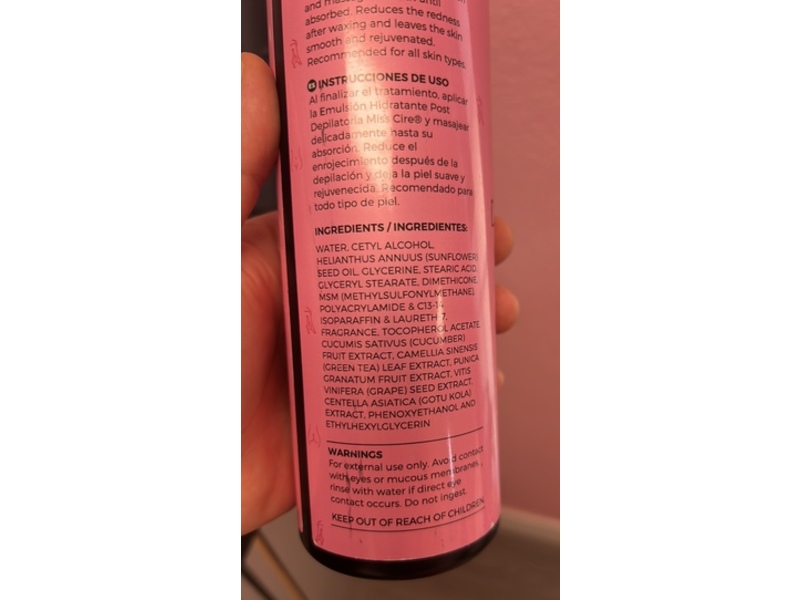 and massage
until
absorbed. Reduces the redness
after waxing and leaves the skin
smooth and rejuvenated.
Recommended for all skin types.
ES INSTRUCCIONES DE USO
Al finalizar el tratamiento, aplicar
la Emulsión Hidratante Post
Depilatoria Miss Cire® y masajear
delicadamente hasta su
absorción. Reduce el
enrojecimiento después de la
depilación y deja la piel suave y
rejuvenecida. Recomendado para
todo tipo de piel.
INGREDIENTS / INGREDIENTES:
WATER, CETYL ALCOHOL,
HELIANTHUS ANNUUS (SUNFLOWER)
SEED OIL, GLYCERINE, STEARIC ACID,
GLYCERYL STEARATE, DIMETHICONE,
MSM (METHYLSULFONYLMETHANE),
POLYACRYLAMIDE & C13-14
ISOPARAFFIN & LAURETH-7,
FRAGRANCE, TOCOPHEROL ACETATE,
CUCUMIS SATIVUS (CUCUMBER)
FRUIT EXTRACT, CAMELLIA SINENSIS
(GREEN TEA) LEAF EXTRACT, PUNICA
GRANATUM FRUIT EXTRACT, VITIS
VINIFERA (GRAPE) SEED EXTRACT,
CENTELLA ASIATICA (GOTU KOLA)
EXTRACT, PHENOXYETHANOL AND
ETHYLHEXYLGLYCERIN
WARNINGS
For external use only. Avoid contact
with eyes or mucous membranes,
rinse with water if direct eye
contact occurs. Do not ingest.
KEEP OUT OF REACH OF CHILDREN